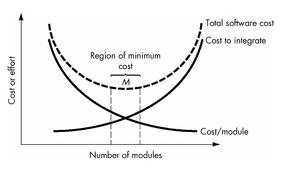 Total software cost
Cost to integrate
Region of minimum
cost
M
Cost or effort
Cost/module
Number of modules